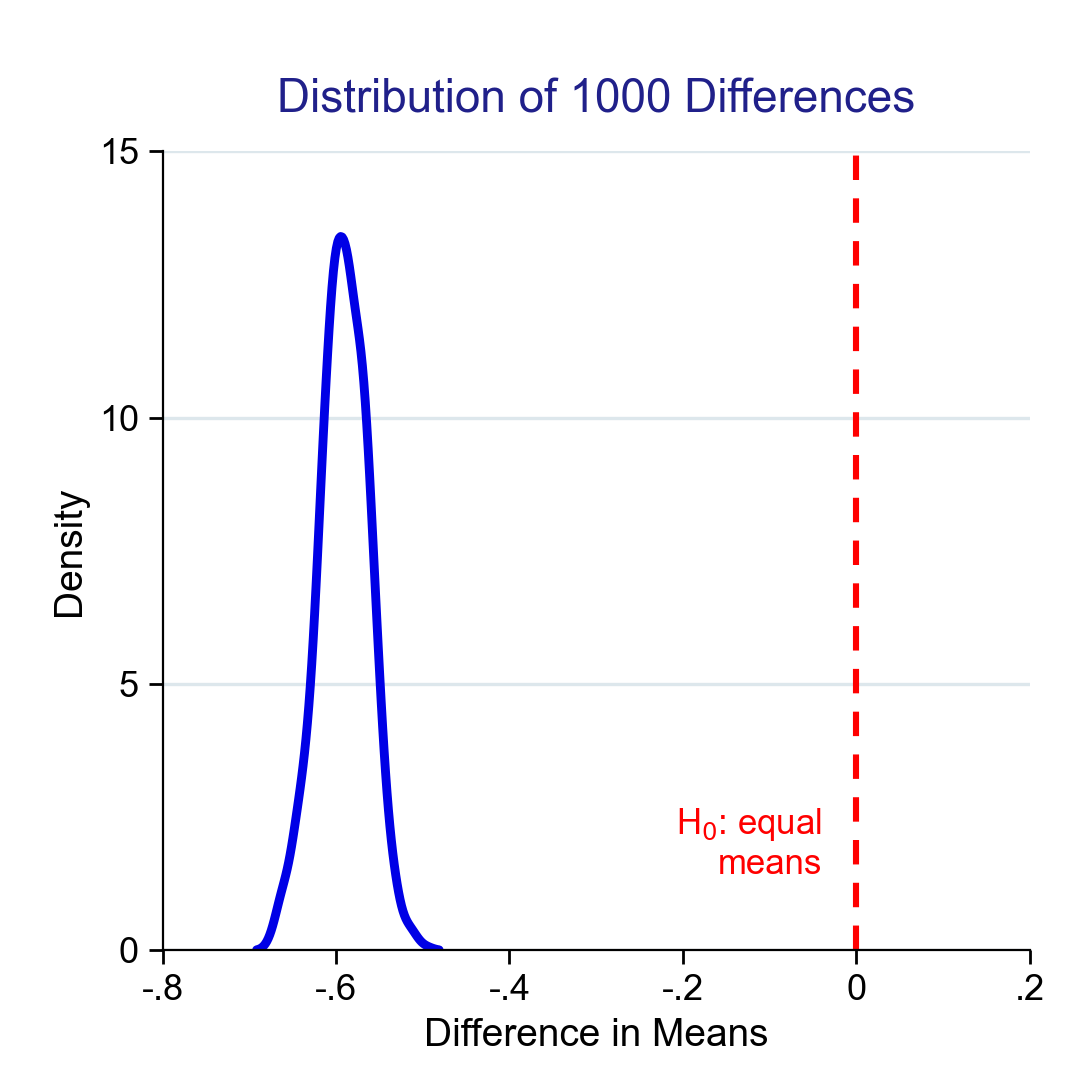 Distribution of 1000 Differences
15
10
5
0
Density
H₀: equal
means
-.8
-.6
-.4
-.2
0
.2
Difference in Means